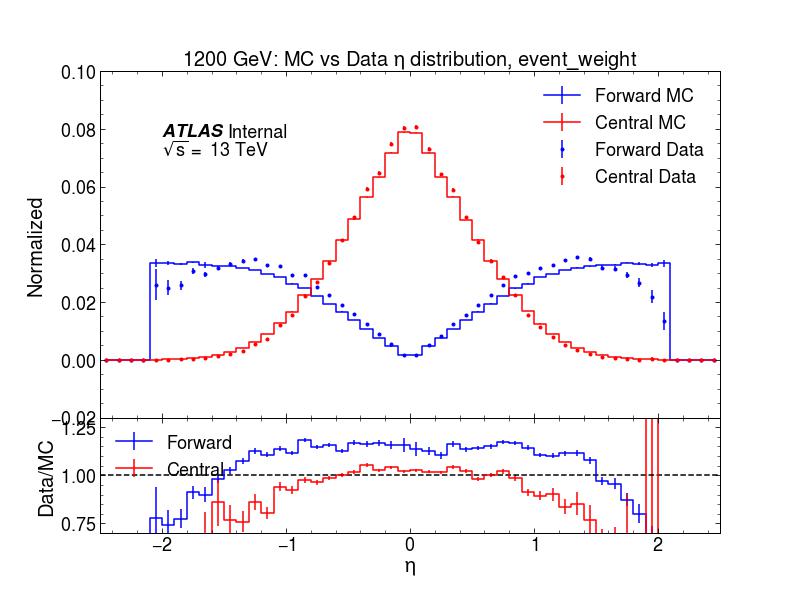 1200 GeV: MC vs Data η distribution, event_weight
0.10
0.08
0.06
0.04
0.02
0.00
−0.02
Normalized
ATLAS Internal
√s = 13 TeV
Forward MC
Central MC
Forward Data
Central Data
1.25
1.00
0.75
Data/MC
Forward
Central
−2 −1 0 1 2
η